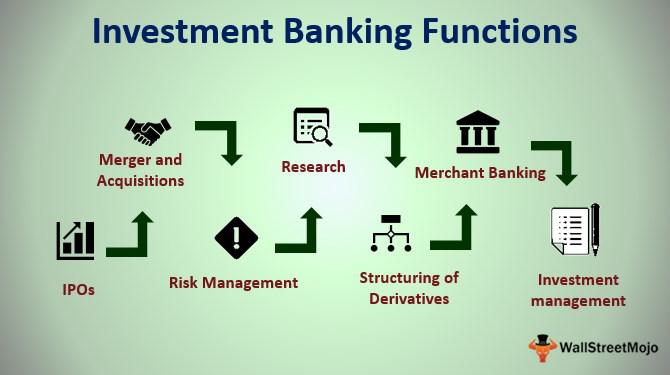 Investment Banking Functions
Merger and
Acquisitions
Research
Merchant Banking
IPOs
Risk Management
Structuring of
Derivatives
Investment
management
WallStreetMojo